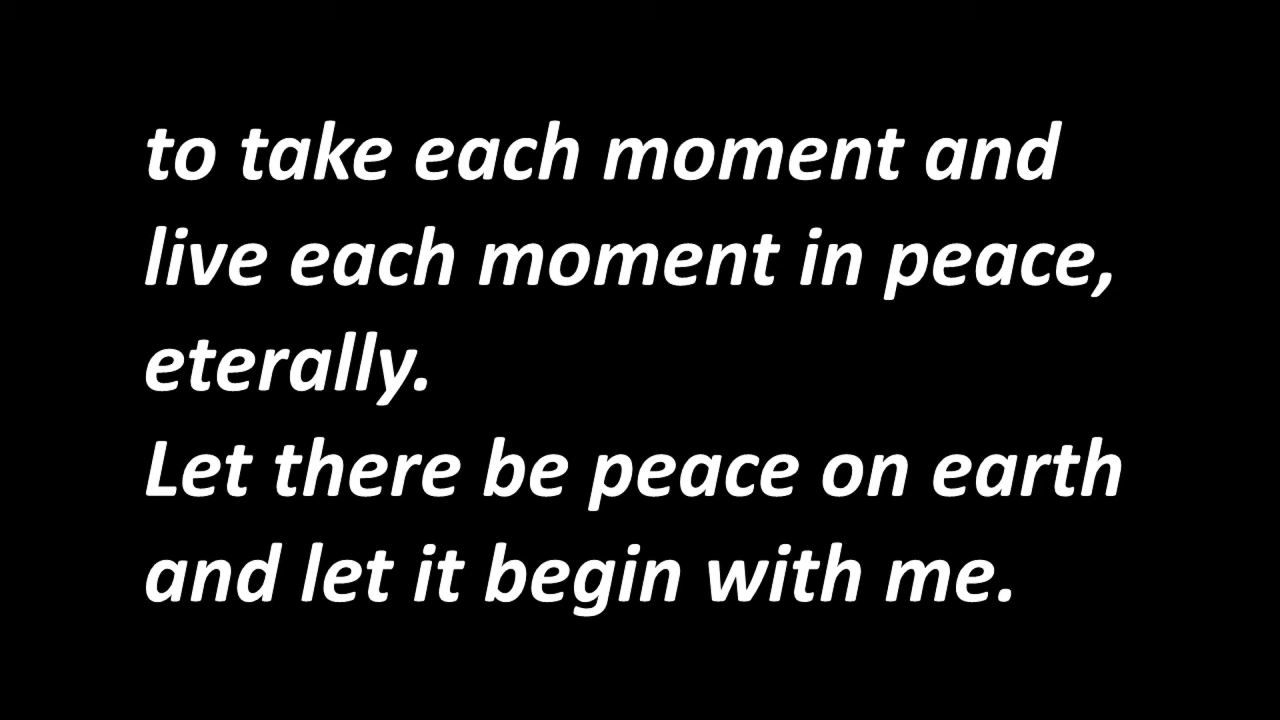 to take each moment and
live each moment in peace,
eterally.
Let there be peace on earth
and let it begin with me.